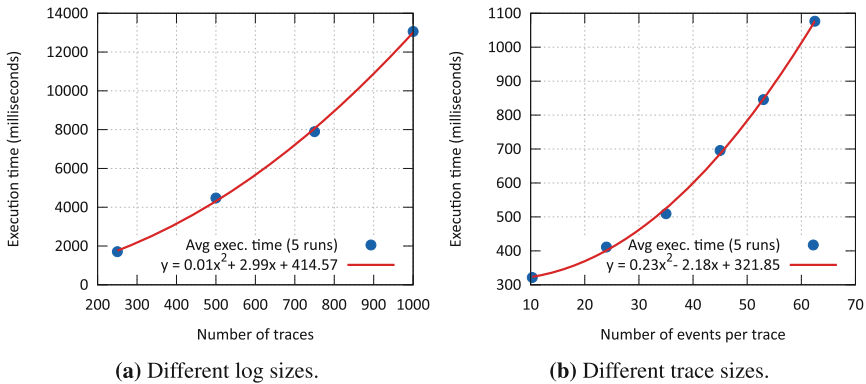 14000
12000
10000
8000
6000
4000
2000
0
200 300 400 500 600 700 800 900 1000
Execution time (milliseconds)
Number of traces
Avg exec. time (5 runs)
y = 0.01x²+ 2.99x + 414.57
(a) Different log sizes.
1100
1000
900
800
700
600
500
400
300
10 20 30 40 50 60 70
Execution time (milliseconds)
Number of events per trace
Avg exec. time (5 runs)
y = 0.23x²- 2.18x + 321.85
(b) Different trace sizes.